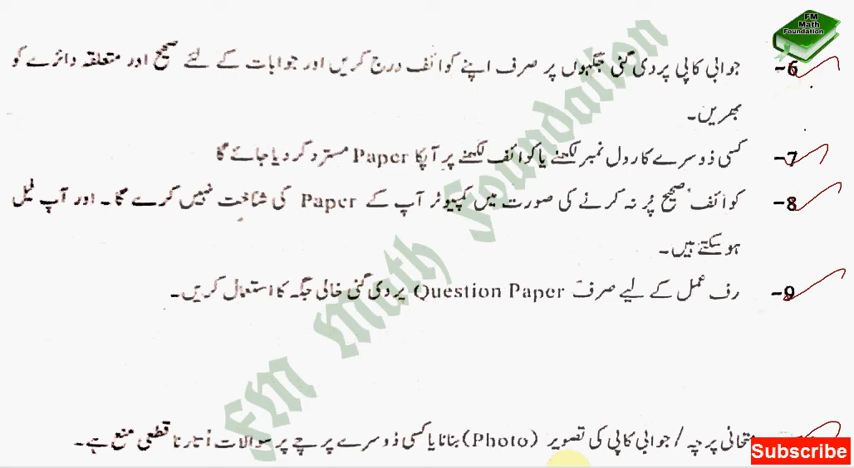 FM
Math
Foundation
6- جوابی کاپی پر دی گئی جگہوں پر صرف اپنے کوائف درج کریں اور جوابات کے لئے صحیح اور متعلقہ دائرے کو
بھریں۔
7- کسی دوسرے کا رول نمبر لکھنے یا کوائف لکھنے پر آپکا Paper مسترد کر دیا جائے گا
8- کوائف صحیح پُر نہ کرنے کی صورت میں کمپیوٹر آپ کے Paper کی شناخت نہیں کرے گا۔ اور آپ فیل
ہو سکتے ہیں۔
9- رف عمل کے لیے صرف Question Paper پر دی گئی خالی جگہ کا استعمال کریں۔
امتحانی پرچہ / جوابی کاپی کی تصویر (Photo) بنانا یا کسی دوسرے پرچے پر سوالات اُتارنا قطعی منع ہے۔
FM Math Foundation
Subscribe